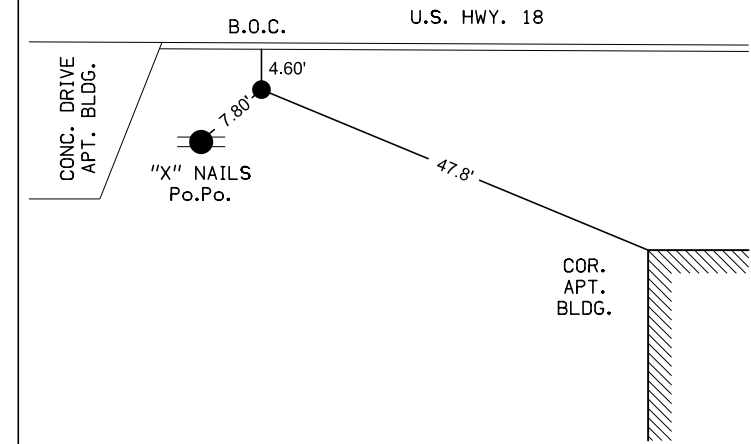 U.S. HWY. 18
B.O.C.
4.60'
CONC. DRIVE
APT. BLDG.
7.80'
"X" NAILS
Po.Po.
47.8'
COR.
APT.
BLDG.